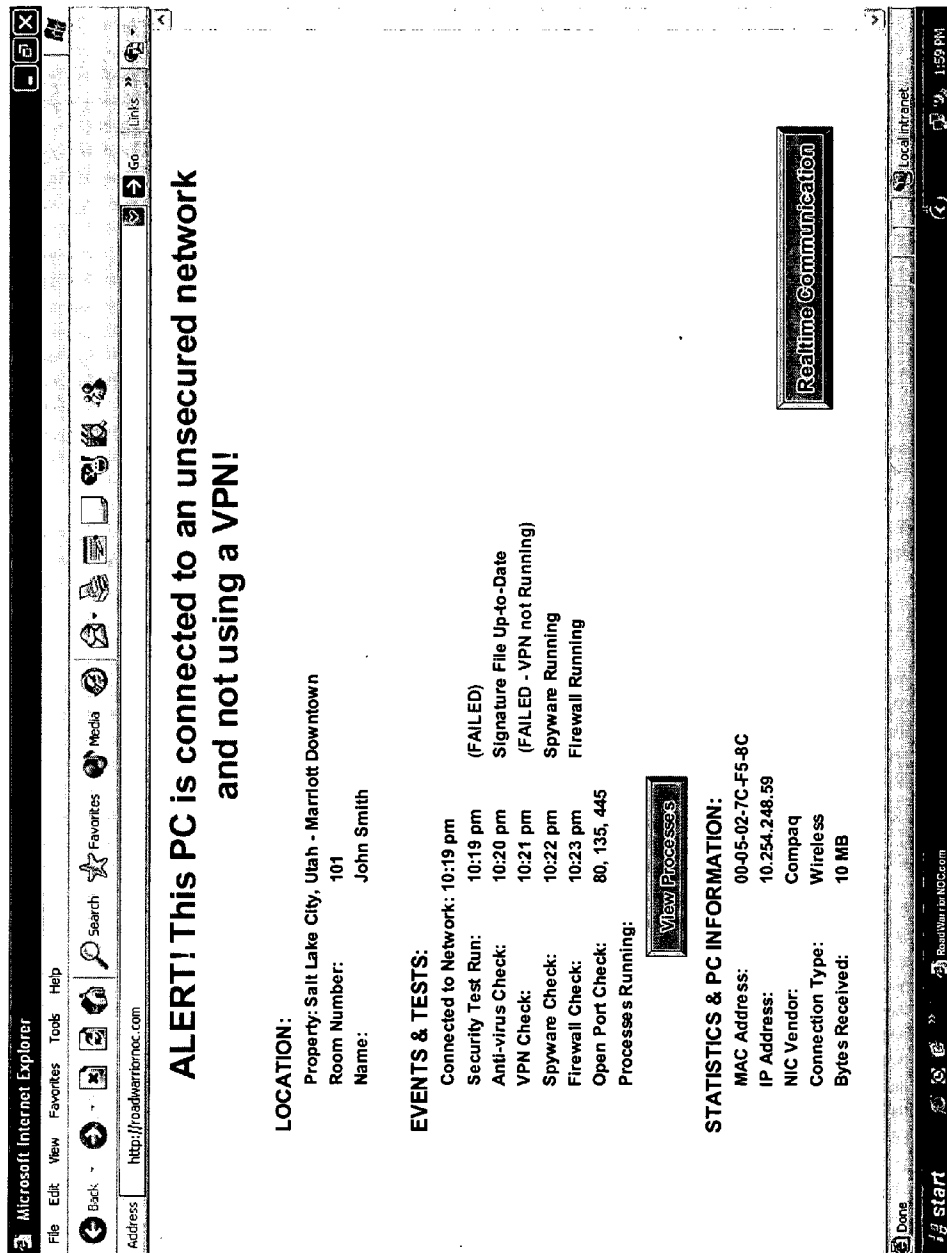 Microsoft Internet Explorer
File Edit View Favorites Tools Help
Back Search Favorites Media
Address http://roadwarriornoc.com Go Links »
ALERT! This PC is connected to an unsecured network
and not using a VPN!
LOCATION:
Property: Salt Lake City, Utah - Marriott Downtown
Room Number: 101
Name: John Smith
EVENTS & TESTS:
Connected to Network: 10:19 pm
Security Test Run: 10:19 pm (FAILED)
Anti-virus Check: 10:20 pm Signature File Up-to-Date
VPN Check: 10:21 pm (FAILED - VPN not Running)
Spyware Check: 10:22 pm Spyware Running
Firewall Check: 10:23 pm Firewall Running
Open Port Check: 80, 135, 445
Processes Running:
View Processes
STATISTICS & PC INFORMATION:
MAC Address: 00-05-02-7C-F5-8C
IP Address: 10.254.248.59
NIC Vendor: Compaq
Connection Type: Wireless
Bytes Received: 10 MB
Realtime Communication
Done Local intranet
start » RoadWarriorNOC.com 1:59 PM